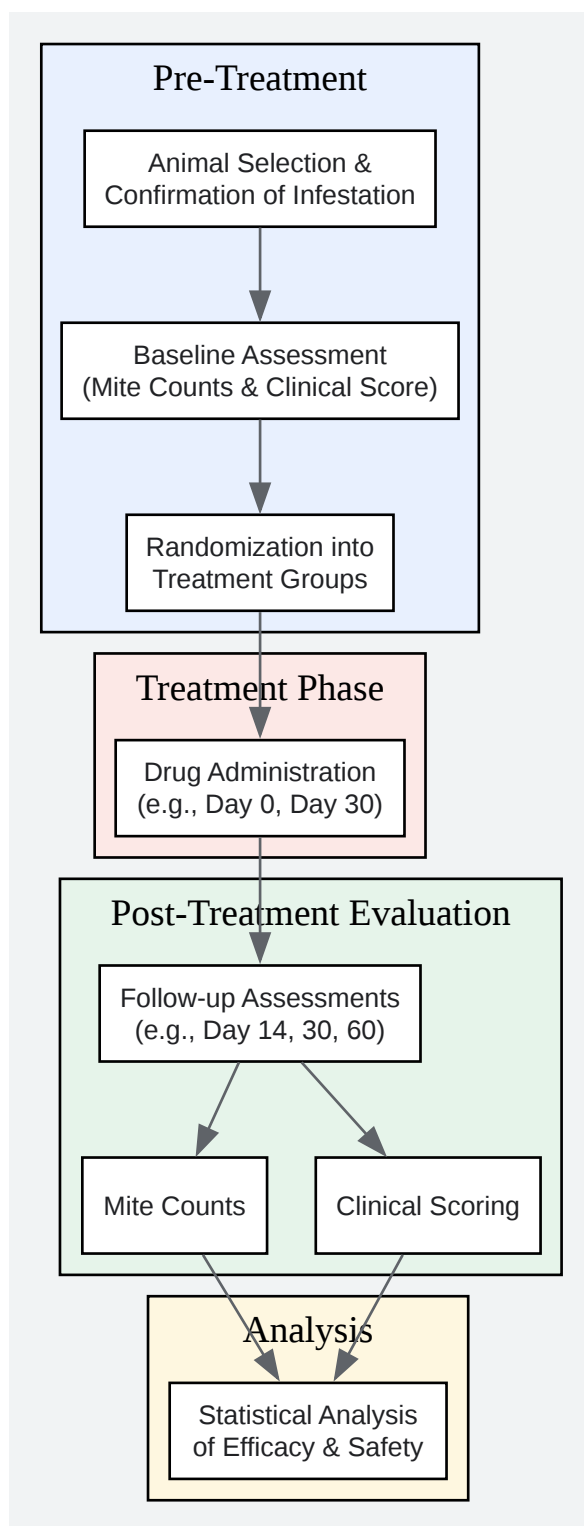 Pre-Treatment
Animal Selection &
Confirmation of Infestation
Baseline Assessment
(Mite Counts & Clinical Score)
Randomization into
Treatment Groups
Treatment Phase
Drug Administration
(e.g., Day 0, Day 30)
Post-Treatment Evaluation
Follow-up Assessments
(e.g., Day 14, 30, 60)
Mite Counts
Clinical Scoring
Analysis
Statistical Analysis
of Efficacy & Safety